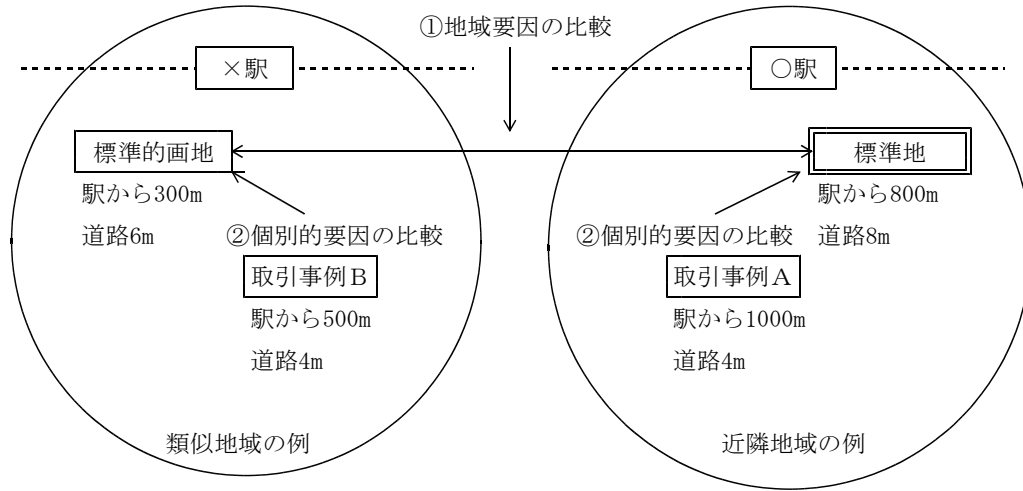 ①地域要因の比較
×駅
○駅
標準的画地
標準地
駅から300m
駅から800m
道路6m
②個別的要因の比較
②個別的要因の比較
道路8m
取引事例B
取引事例A
駅から500m
駅から1000m
道路4m
道路4m
類似地域の例
近隣地域の例